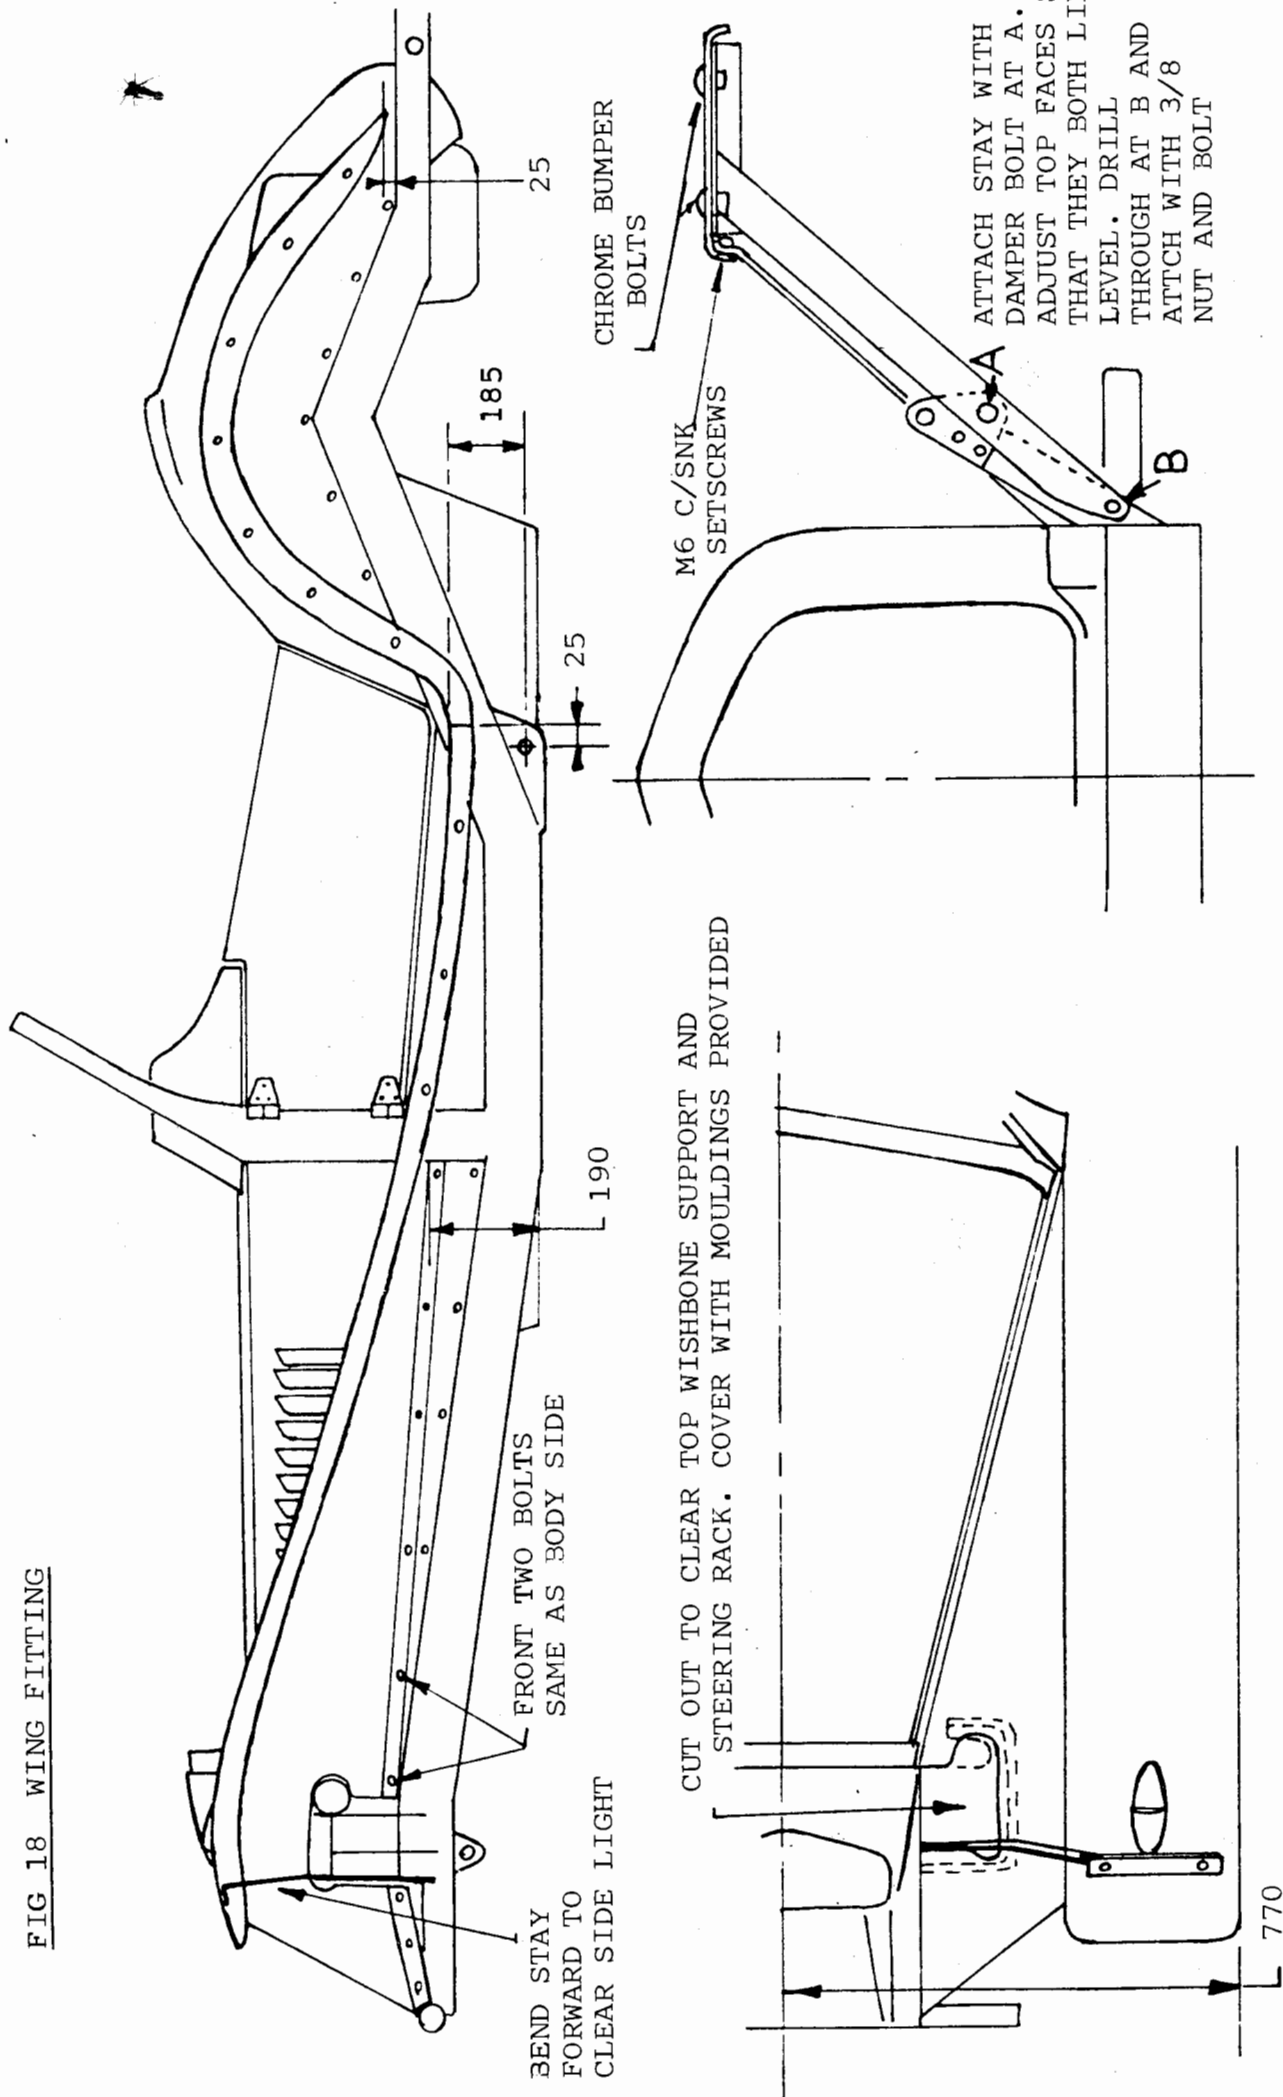 FIG 18 WING FITTING
25
185
25
190
FRONT TWO BOLTS
SAME AS BODY SIDE
BEND STAY
FORWARD TO
CLEAR SIDE LIGHT
CHROME BUMPER
BOLTS
M6 C/SNK
SETSCREWS
A
B
ATTACH STAY WITH
DAMPER BOLT AT A.
ADJUST TOP FACES
THAT THEY BOTH
LEVEL. DRILL
THROUGH AT B AND
ATTCH WITH 3/8
NUT AND BOLT
CUT OUT TO CLEAR TOP WISHBONE SUPPORT AND
STEERING RACK. COVER WITH MOULDINGS PROVIDED
770